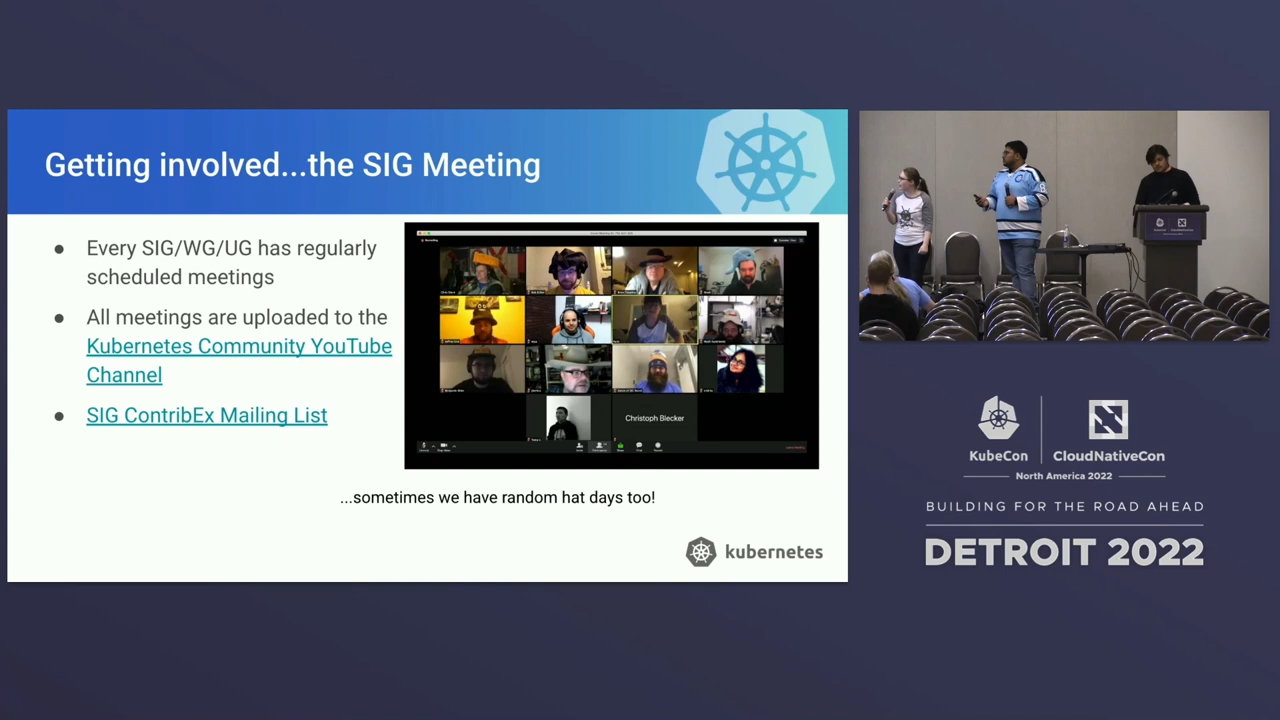 Getting involved...the SIG Meeting
● Every SIG/WG/UG has regularly
scheduled meetings
● All meetings are uploaded to the
Kubernetes Community YouTube
Channel
● SIG ContribEx Mailing List
Christoph Blecker
...sometimes we have random hat days too!
kubernetes
KubeCon
CloudNativeCon
North America 2022
BUILDING FOR THE ROAD AHEAD
DETROIT 2022